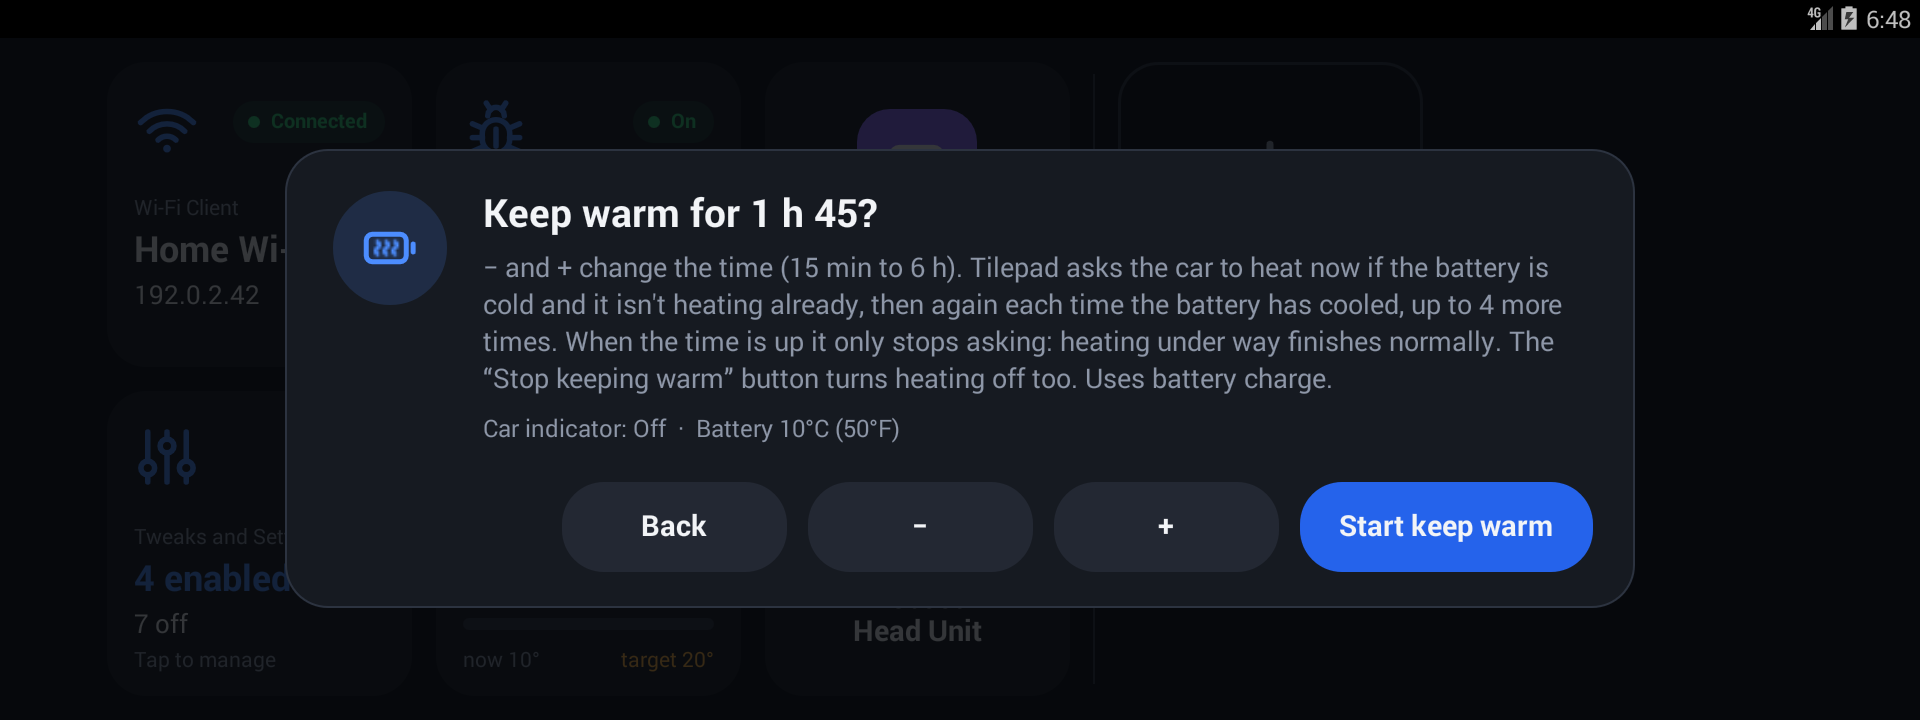 4G 6:48
Connected
On
Wi-Fi Client
Home Wi-
192.0.2.42
Keep warm for 1 h 45?
− and + change the time (15 min to 6 h). Tilepad asks the car to heat now if the battery is
cold and it isn't heating already, then again each time the battery has cooled, up to 4 more
times. When the time is up it only stops asking: heating under way finishes normally. The
“Stop keeping warm” button turns heating off too. Uses battery charge.
Car indicator: Off · Battery 10°C (50°F)
Back
−
+
Start keep warm
Tweaks and Set
4 enabled
7 off
Tap to manage
now 10°
target 20°
Head Unit